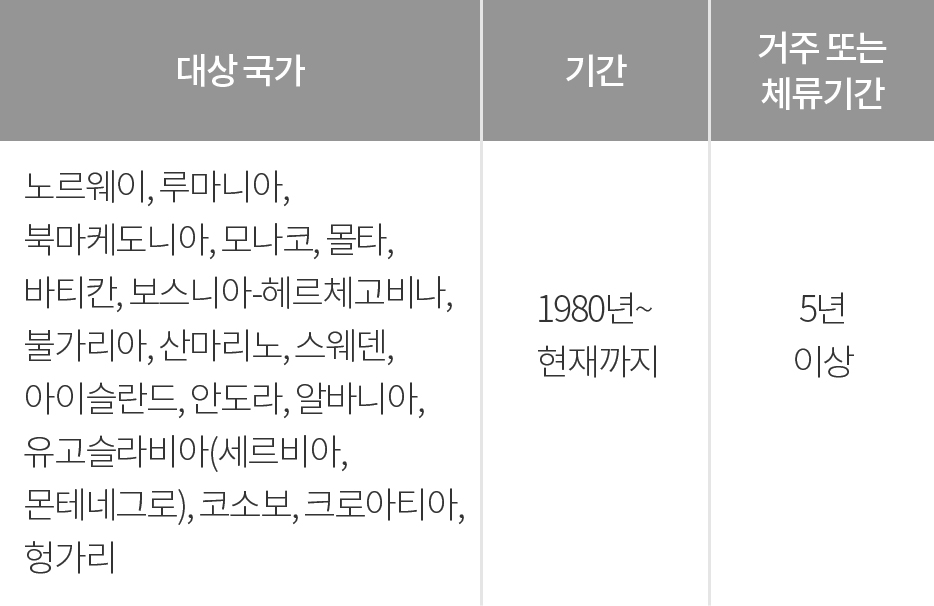 대상 국가
기간
거주 또는
체류기간
노르웨이, 루마니아,
북마케도니아, 모나코, 몰타,
바티칸, 보스니아-헤르체고비나,
불가리아, 산마리노, 스웨덴,
아이슬란드, 안도라, 알바니아,
유고슬라비아(세르비아,
몬테네그로), 코소보, 크로아티아,
헝가리
1980년~
현재까지
5년
이상